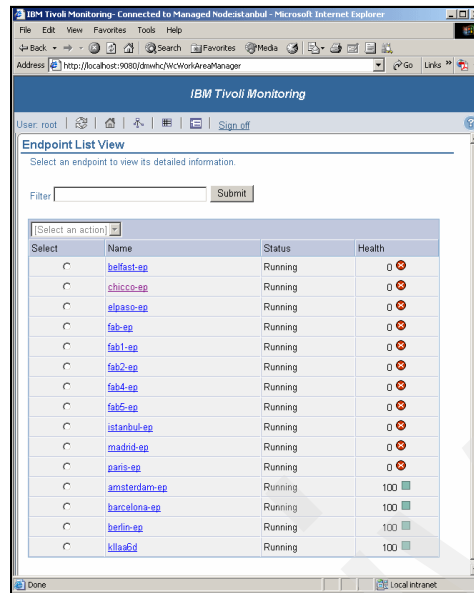 IBM Tivoli Monitoring- Connected to Managed Node:istanbul - Microsoft Internet Explorer
File Edit View Favorites Tools Help
Back Search Favorites Media
Address http://localhost:9080/dmwhc/WcWorkAreaManager Go Links »
IBM Tivoli Monitoring
User: root Sign off
Endpoint List View
Select an endpoint to view its detailed information.
Filter Submit
[Select an action]
Select Name Status Health
belfast-ep Running 0
chicco-ep Running 0
elpaso-ep Running 0
fab-ep Running 0
fab1-ep Running 0
fab2-ep Running 0
fab4-ep Running 0
fab5-ep Running 0
istanbul-ep Running 0
madrid-ep Running 0
paris-ep Running 0
amsterdam-ep Running 100
barcelona-ep Running 100
berlin-ep Running 100
kllaa6d Running 100
Done Local intranet